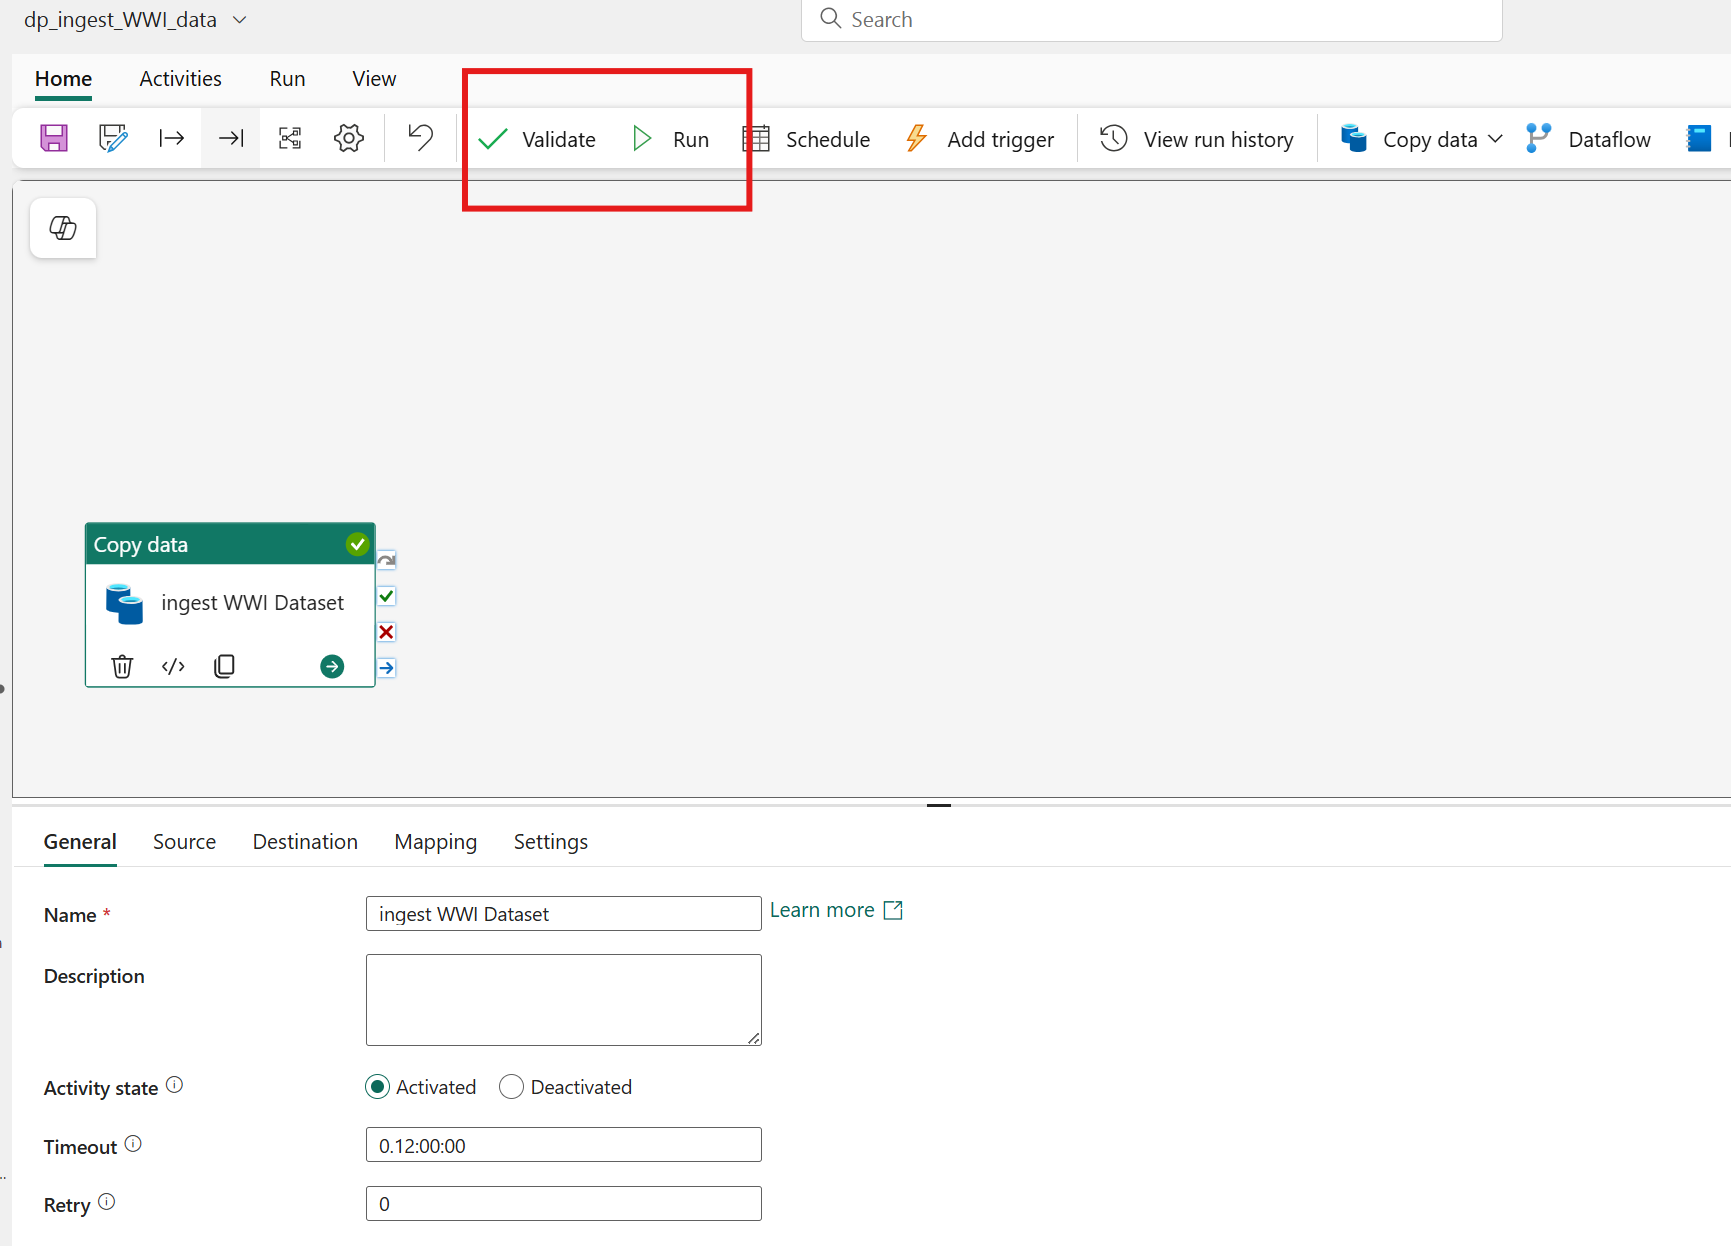 dp_ingest_WWI_data
Search
Home Activities Run View
Validate Run Schedule Add trigger View run history Copy data Dataflow
Copy data
ingest WWI Dataset
General Source Destination Mapping Settings
Name * ingest WWI Dataset Learn more
Description
Activity state Activated Deactivated
Timeout 0.12:00:00
Retry 0